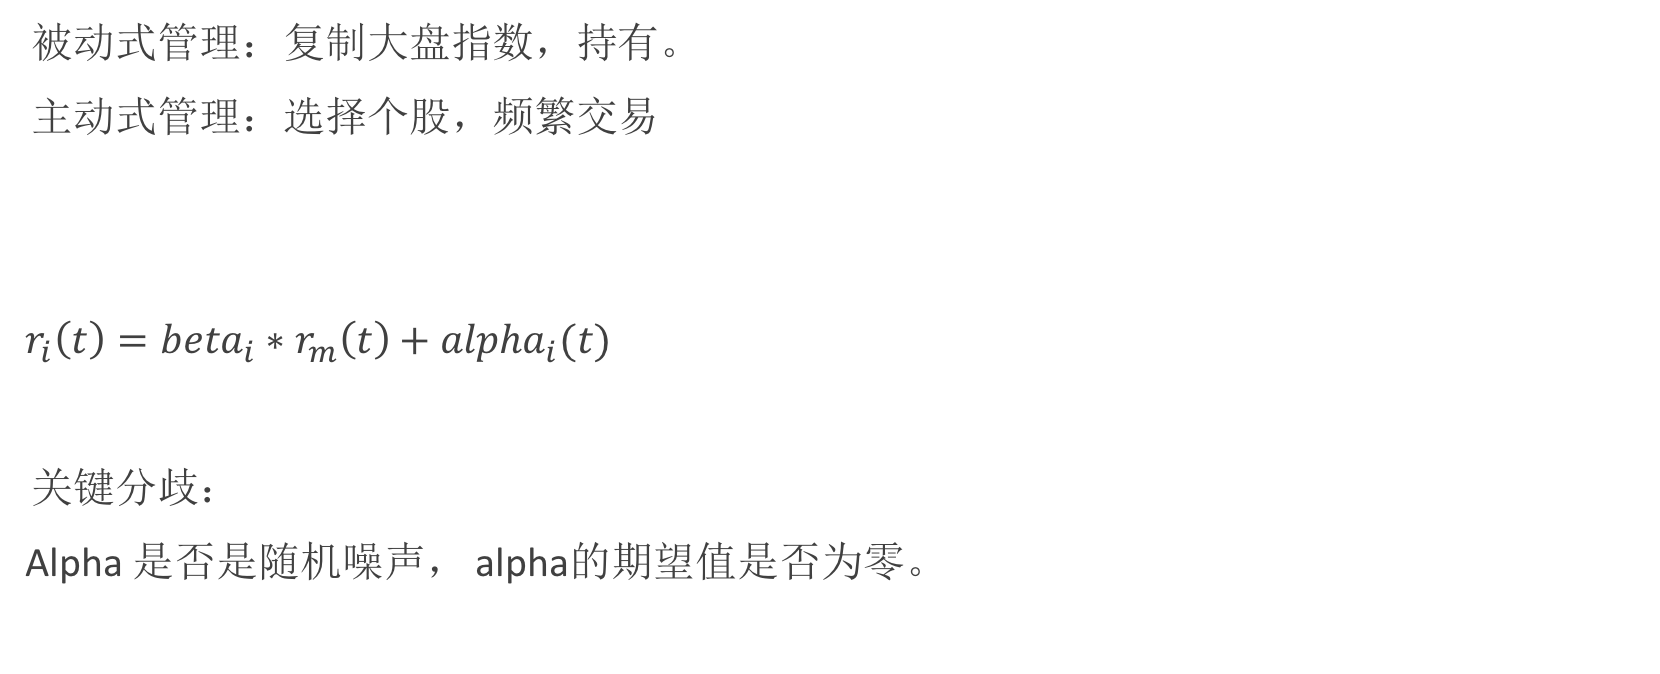 被动式管理：复制大盘指数，持有。
主动式管理：选择个股，频繁交易
r_i(t) = beta_i * r_m(t) + alpha_i(t)
关键分歧：
Alpha 是否是随机噪声， alpha的期望值是否为零。